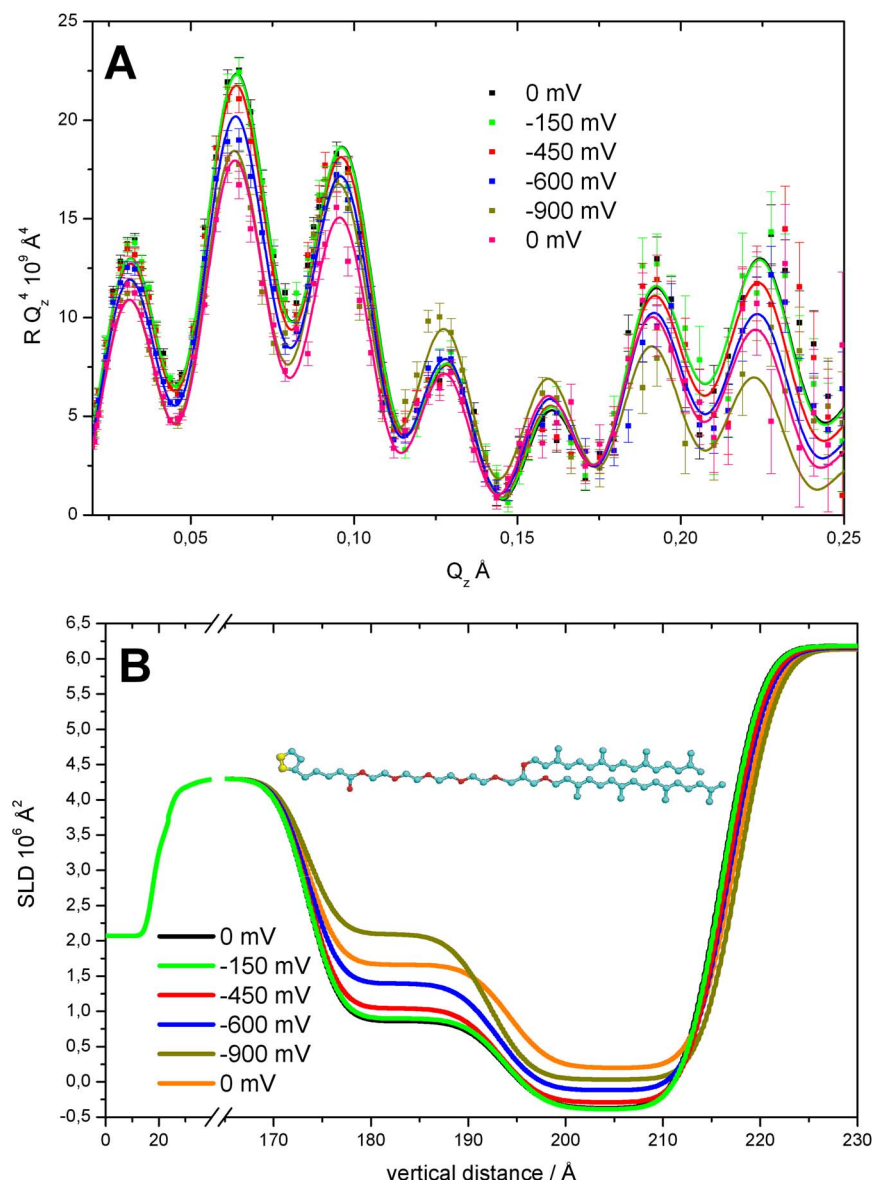 A
25
20
15
10
5
0
R Q_z^4 10^9 Å^4
0 mV
-150 mV
-450 mV
-600 mV
-900 mV
0 mV
0,05
0,10
0,15
0,20
0,25
Q_z Å
B
6,5
6,0
5,5
5,0
4,5
4,0
3,5
3,0
2,5
2,0
1,5
1,0
0,5
0,0
-0,5
SLD 10^6 Å^2
0 mV
-150 mV
-450 mV
-600 mV
-900 mV
0 mV
0
20
170
180
190
200
210
220
230
vertical distance / Å